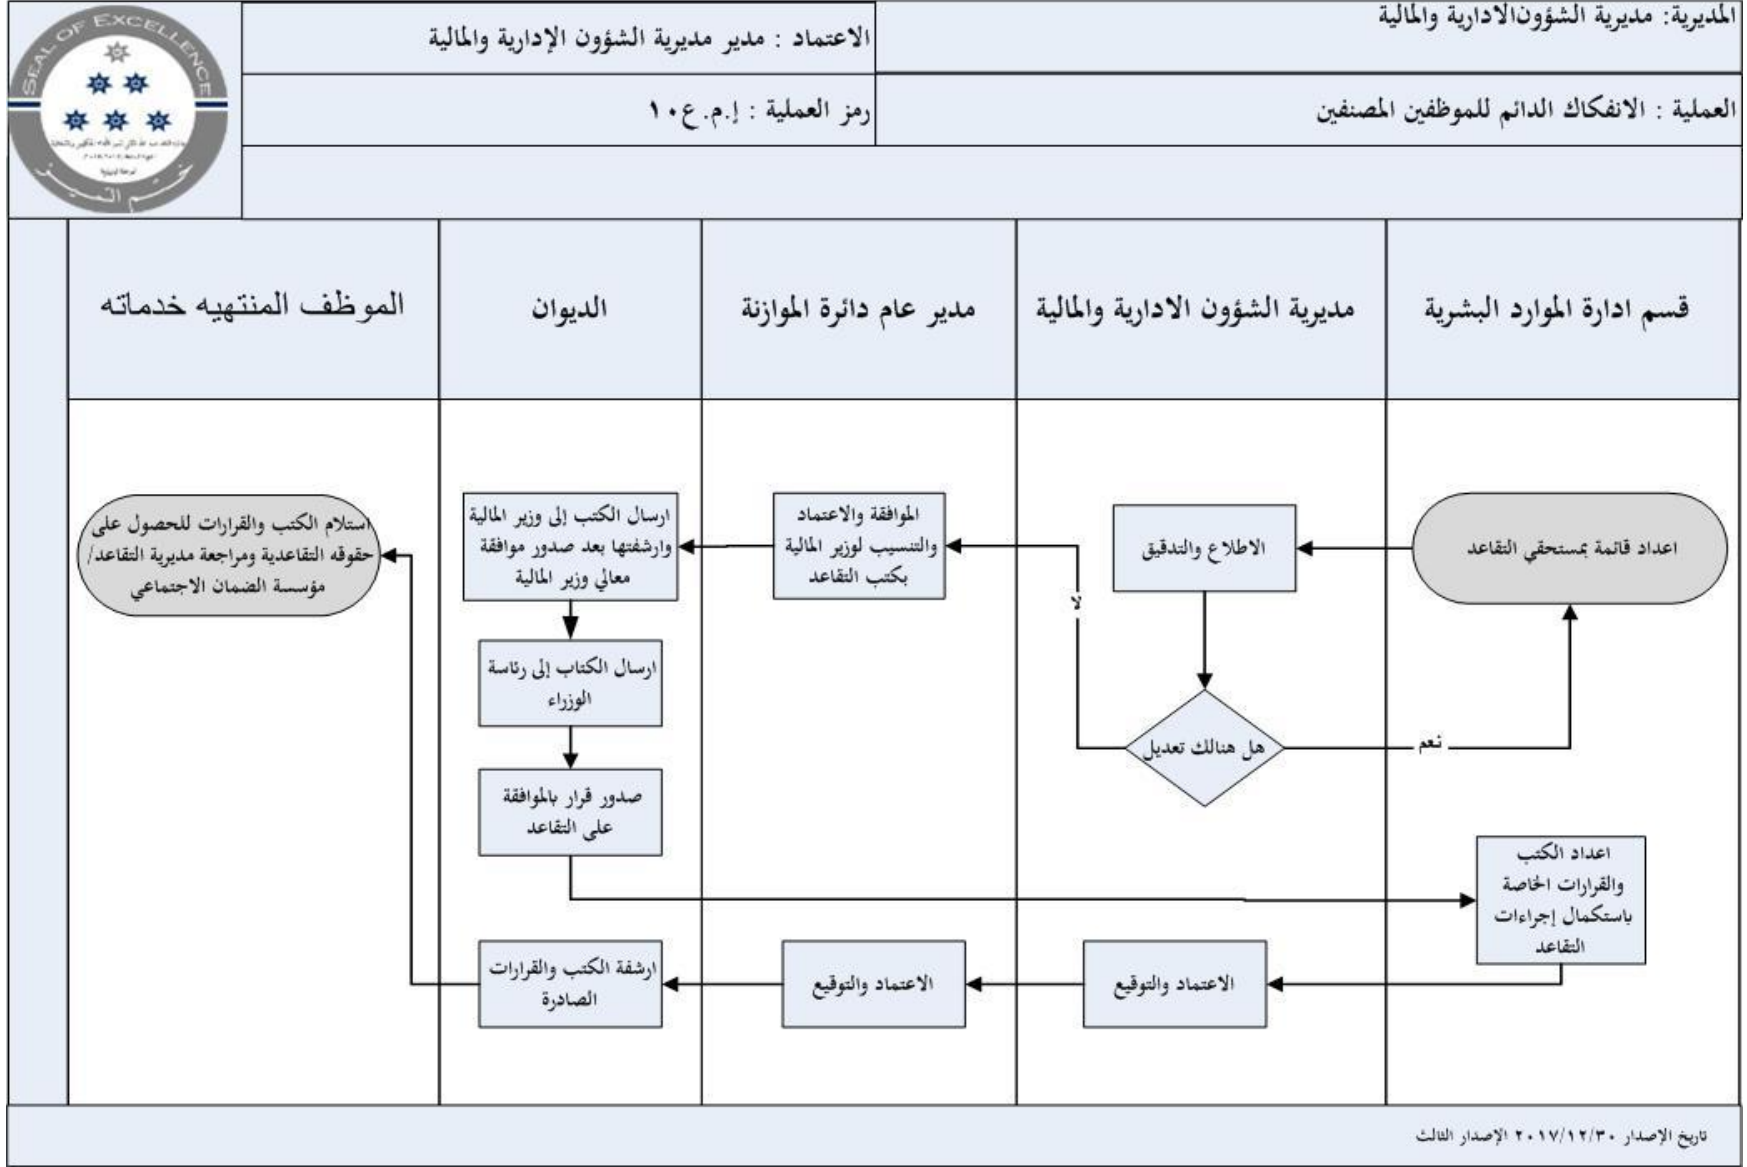 المديرية: مديرية الشؤون الادارية والمالية
الاعتماد : مدير مديرية الشؤون الإدارية والمالية
العملية : الانفكاك الدائم للموظفين المصنفين
رمز العملية : إ.م.ع١٠
SEAL OF EXCELLENCE
ختم التميز
قسم ادارة الموارد البشرية
مديرية الشؤون الادارية والمالية
مدير عام دائرة الموازنة
الديوان
الموظف المنتهيه خدماته
اعداد قائمة بمستحقي التقاعد
الاطلاع والتدقيق
الموافقة والاعتماد
والتنسيب لوزير المالية
بكتب التقاعد
ارسال الكتب إلى وزير المالية
وارشفتها بعد صدور موافقة
معالي وزير المالية
استلام الكتب والقرارات للحصول على
حقوقه التقاعدية ومراجعة مديرية التقاعد/
مؤسسة الضمان الاجتماعي
لا
ارسال الكتاب إلى رئاسة
الوزراء
نعم
هل هنالك تعديل
صدور قرار بالموافقة
على التقاعد
اعداد الكتب
والقرارات الخاصة
باستكمال إجراءات
التقاعد
الاعتماد والتوقيع
الاعتماد والتوقيع
ارشفة الكتب والقرارات
الصادرة
تاريخ الإصدار ٢٠١٧/١٢/٣٠ الإصدار الثالث